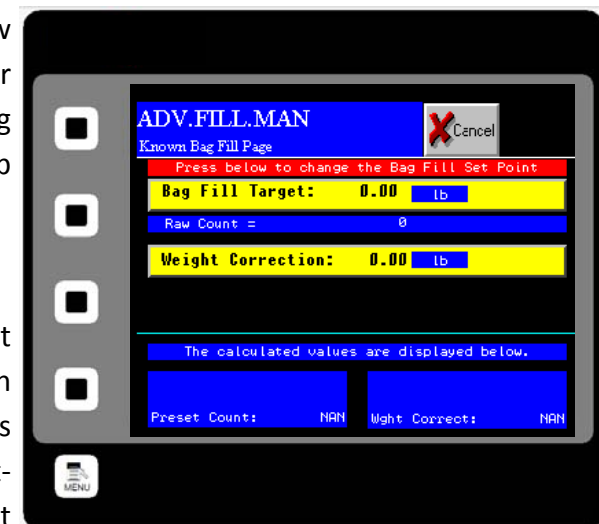 w
r
g
o
t
n
s
-
t
ADV.FILL.MAN
Cancel
Known Bag Fill Page
Press below to change the Bag Fill Set Point
Bag Fill Target: 0.00 lb
Raw Count = 0
Weight Correction: 0.00 lb
The calculated values are displayed below.
Preset Count: NAN
Wght Correct: NAN
MENU